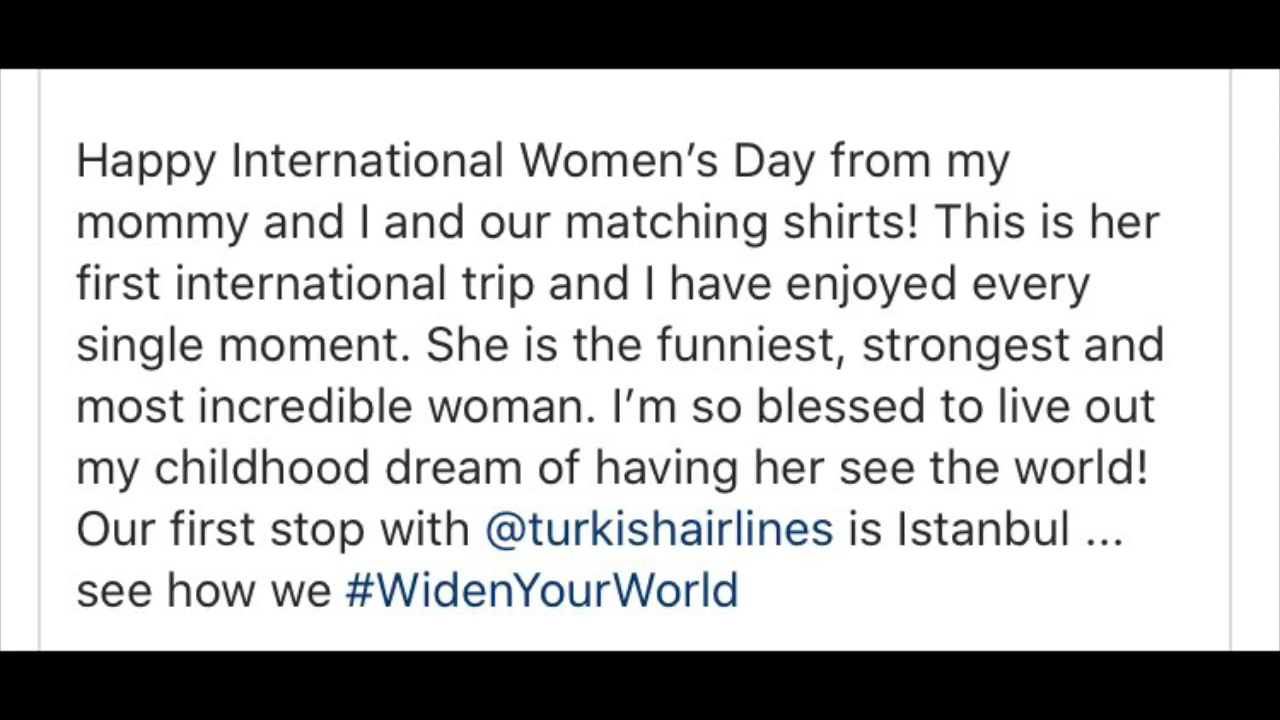 Happy International Women’s Day from my
mommy and I and our matching shirts! This is her
first international trip and I have enjoyed every
single moment. She is the funniest, strongest and
most incredible woman. I’m so blessed to live out
my childhood dream of having her see the world!
Our first stop with @turkishairlines is Istanbul ...
see how we #WidenYourWorld